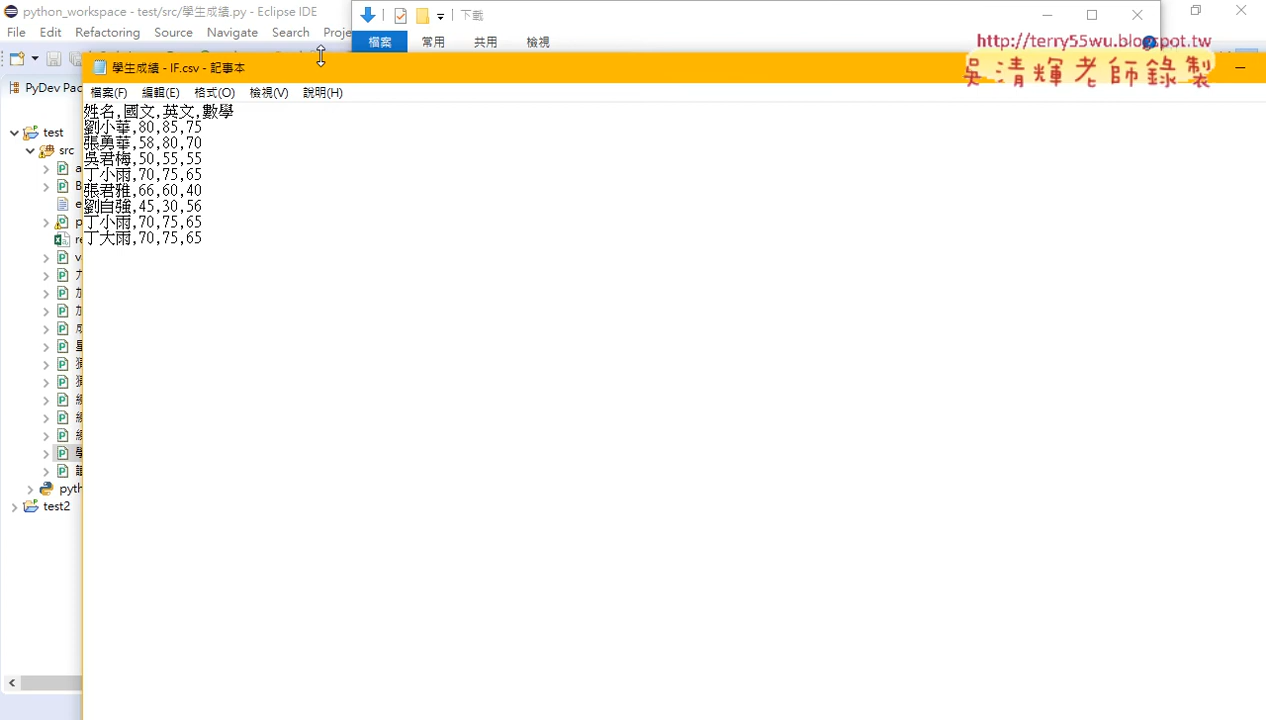 python_workspace - test/src/學生成績.py - Eclipse IDE
File Edit Refactoring Source Navigate Search Proje
PyDev Pac
test
src
a
B
e
p
re
v
pyth
test2
下載
檔案 常用 共用 檢視
http://terry55wu.blogspot.tw
吳清輝老師錄製
學生成績 - IF.csv - 記事本
檔案(F) 編輯(E) 格式(O) 檢視(V) 說明(H)
姓名,國文,英文,數學
劉小華,80,85,75
張勇華,58,80,70
吳君梅,50,55,55
丁小雨,70,75,65
張君雅,66,60,40
劉自強,45,30,56
丁小雨,70,75,65
丁大雨,70,75,65